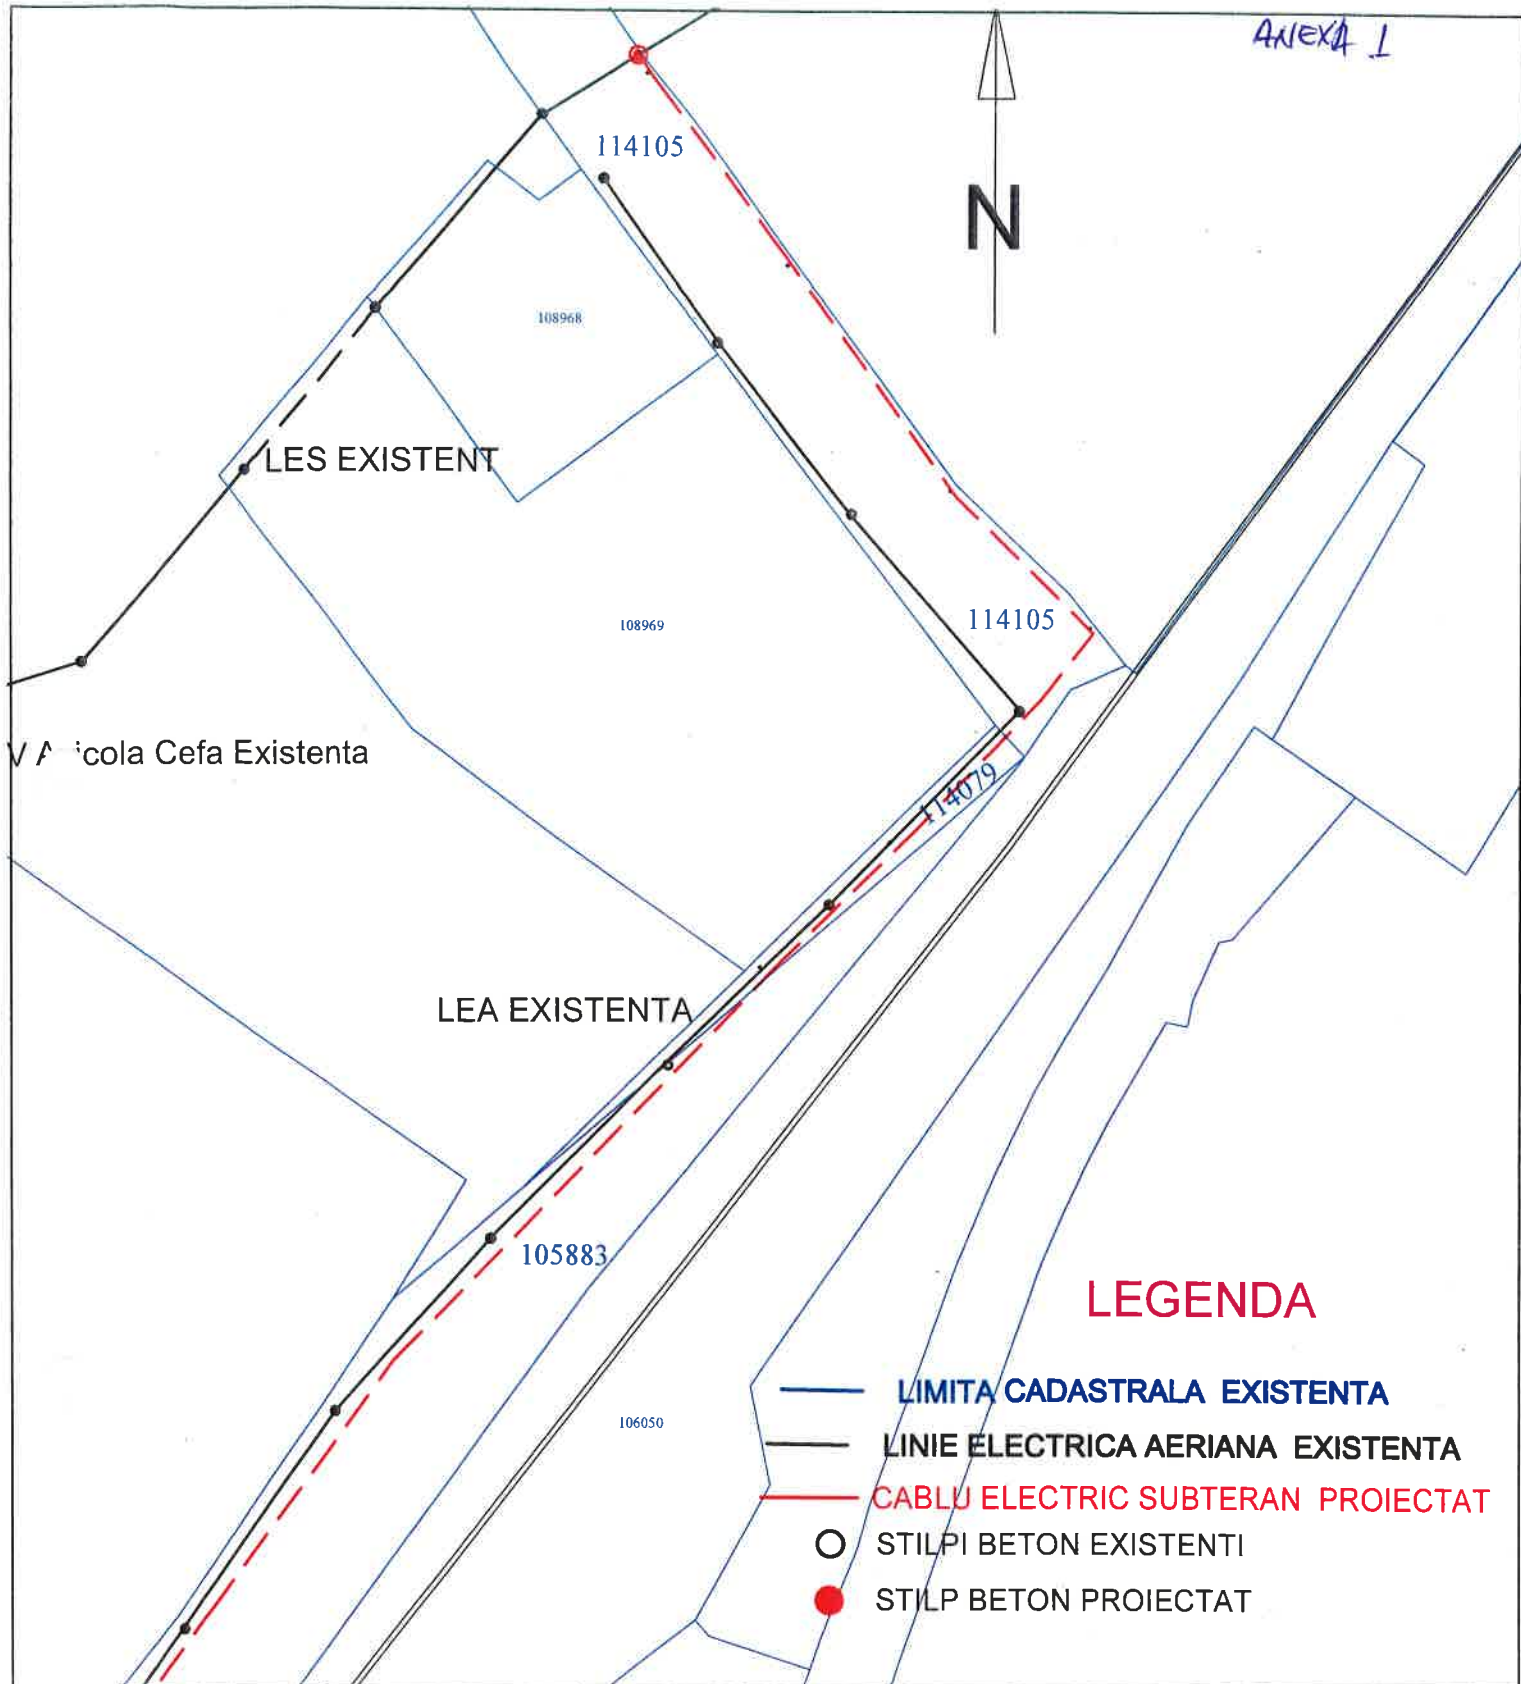 ANEXA 1
114105
N
108968
LES EXISTENT
108969
114105
cola Cefa Existenta
114079
LEA EXISTENTA
105883
LEGENDA
LIMITA CADASTRALA EXISTENTA
106050
LINIE ELECTRICA AERIANA EXISTENTA
CABLU ELECTRIC SUBTERAN PROIECTAT
STILPI BETON EXISTENTI
STILP BETON PROIECTAT